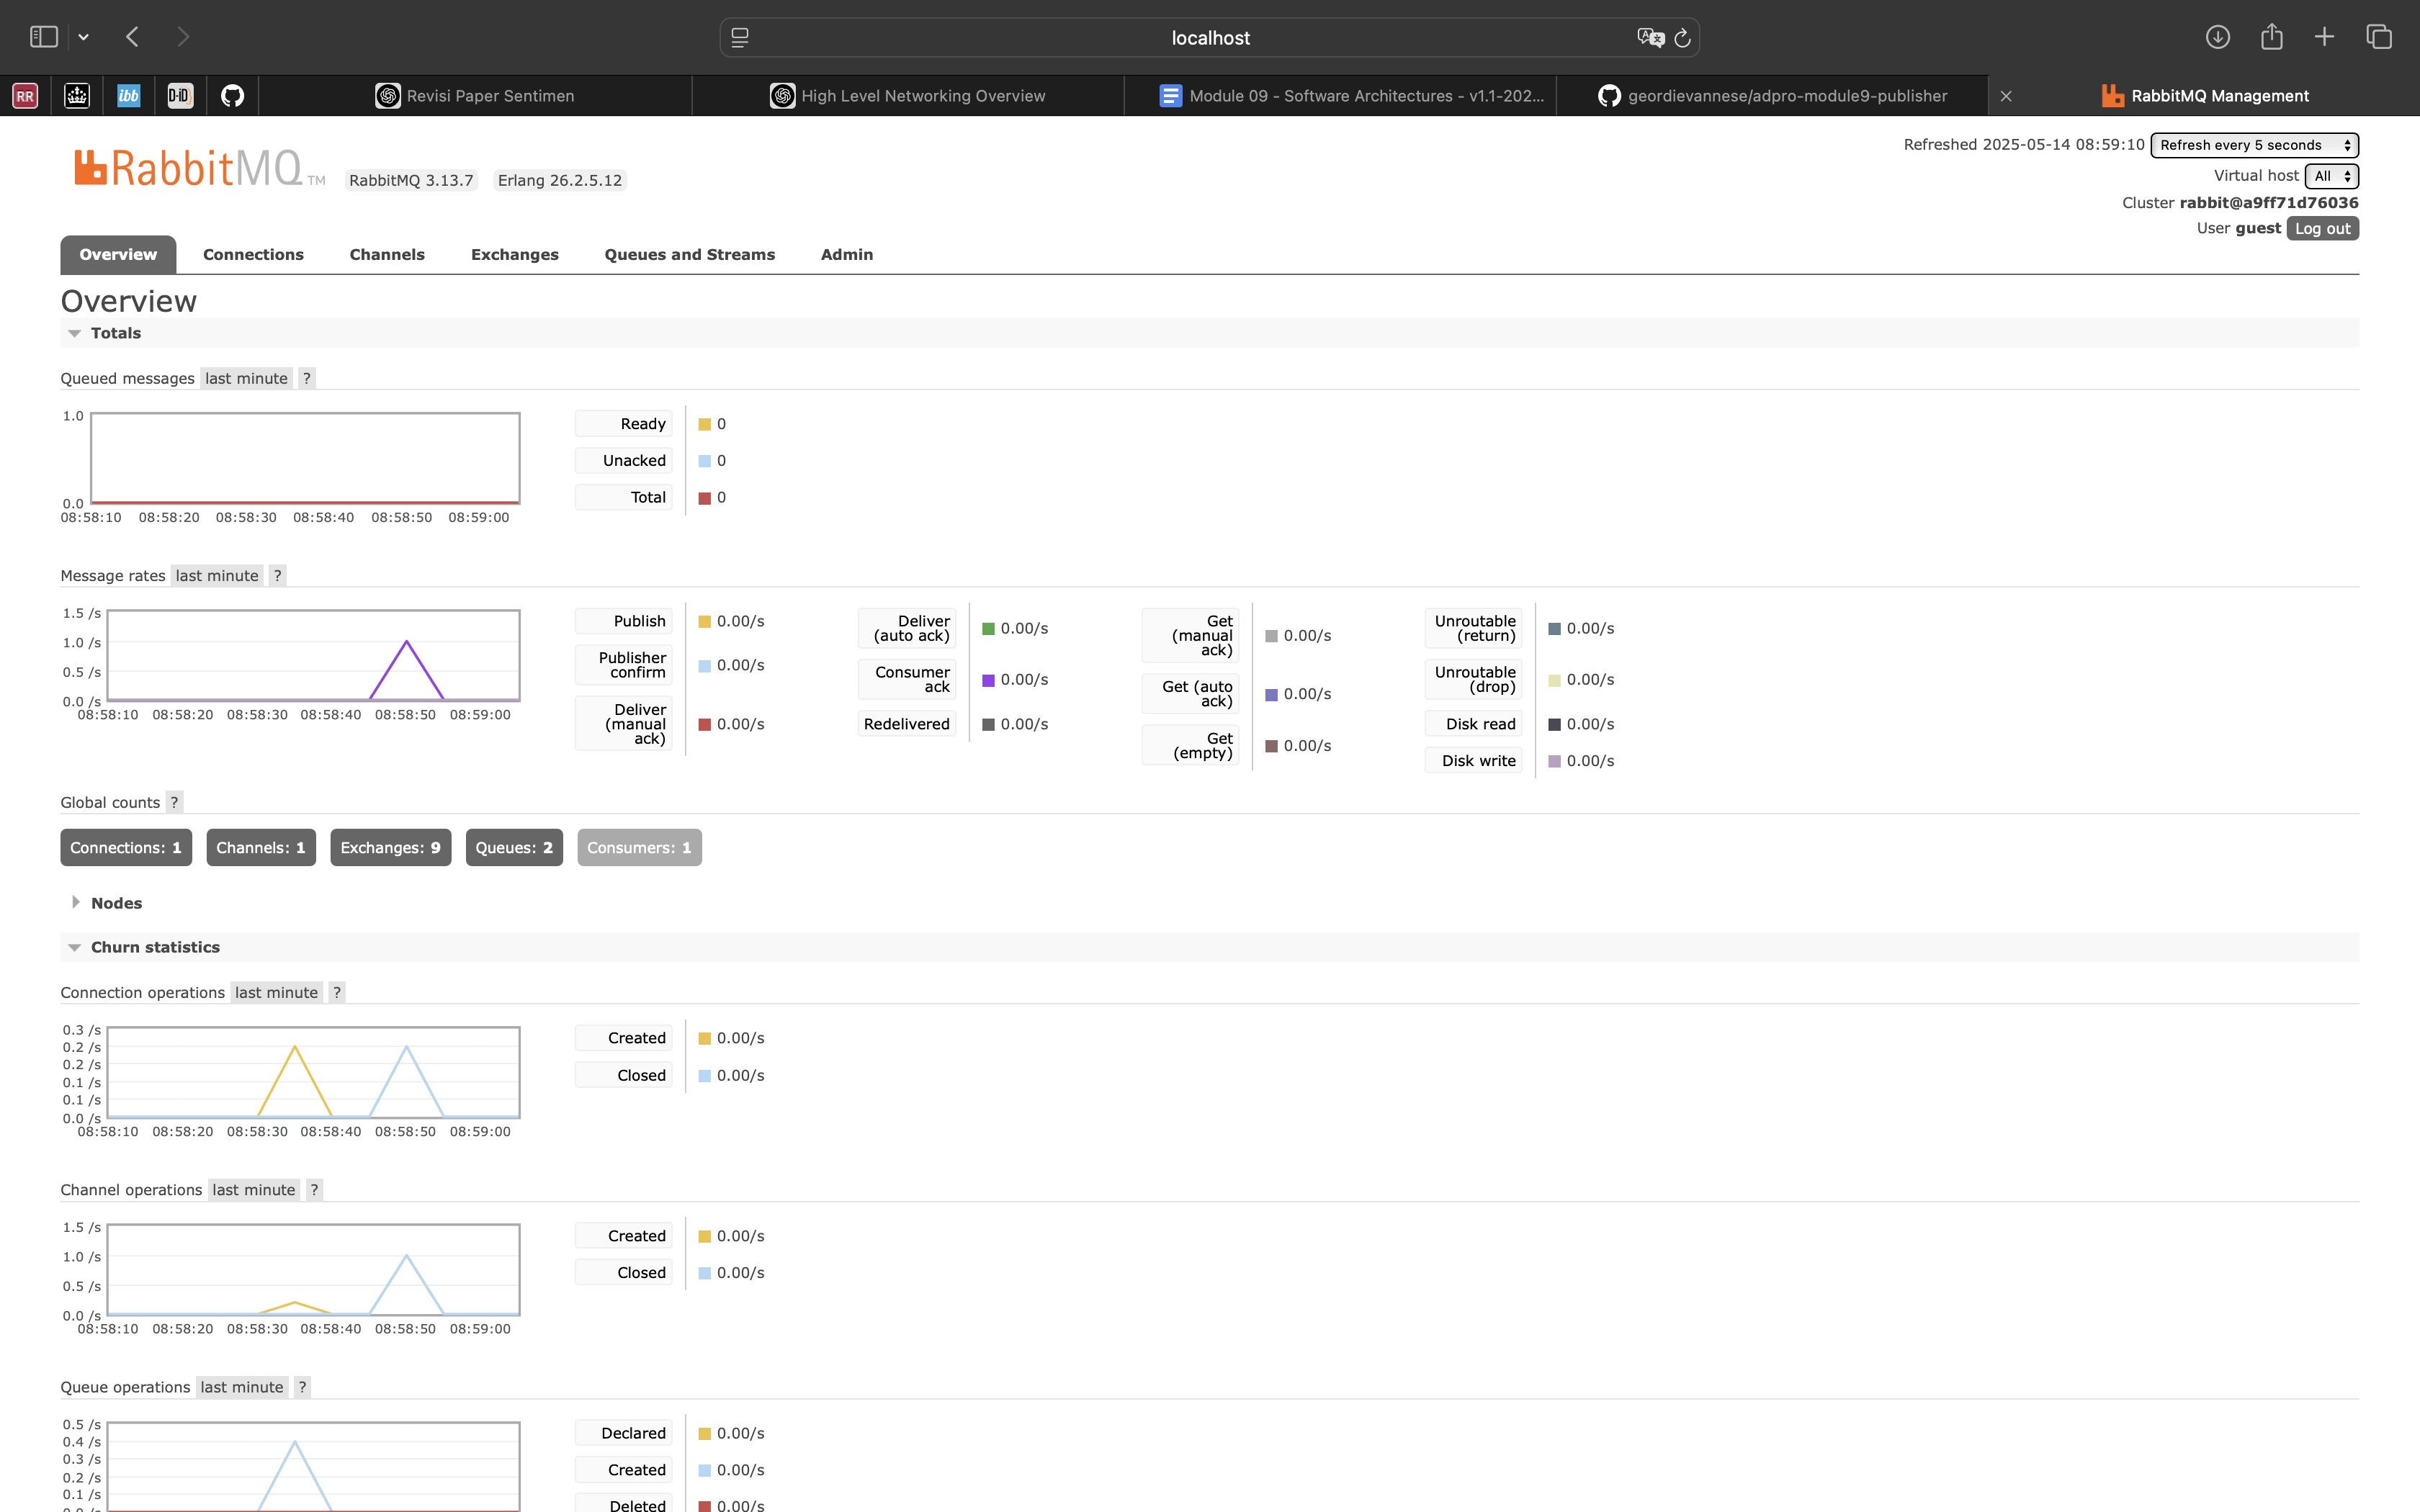 localhost
RR
ibb
D-iD
Revisi Paper Sentimen
High Level Networking Overview
Module 09 - Software Architectures - v1.1-202...
geordievannese/adpro-module9-publisher
RabbitMQ Management
RabbitMQ TM
RabbitMQ 3.13.7
Erlang 26.2.5.12
Refreshed 2025-05-14 08:59:10
Refresh every 5 seconds
Virtual host All
Cluster rabbit@a9ff71d76036
User guest Log out
Overview
Connections
Channels
Exchanges
Queues and Streams
Admin
Overview
Totals
Queued messages last minute ?
1.0
0.0
08:58:10 08:58:20 08:58:30 08:58:40 08:58:50 08:59:00
Ready 0
Unacked 0
Total 0
Message rates last minute ?
1.5 /s
1.0 /s
0.5 /s
0.0 /s
08:58:10 08:58:20 08:58:30 08:58:40 08:58:50 08:59:00
Publish 0.00/s
Publisher
confirm 0.00/s
Deliver
(manual
ack) 0.00/s
Deliver
(auto ack) 0.00/s
Consumer
ack 0.00/s
Redelivered 0.00/s
Get
(manual
ack) 0.00/s
Get (auto
ack) 0.00/s
Get
(empty) 0.00/s
Unroutable
(return) 0.00/s
Unroutable
(drop) 0.00/s
Disk read 0.00/s
Disk write 0.00/s
Global counts ?
Connections: 1
Channels: 1
Exchanges: 9
Queues: 2
Consumers: 1
Nodes
Churn statistics
Connection operations last minute ?
0.3 /s
0.2 /s
0.2 /s
0.1 /s
0.1 /s
0.0 /s
08:58:10 08:58:20 08:58:30 08:58:40 08:58:50 08:59:00
Created 0.00/s
Closed 0.00/s
Channel operations last minute ?
1.5 /s
1.0 /s
0.5 /s
0.0 /s
08:58:10 08:58:20 08:58:30 08:58:40 08:58:50 08:59:00
Created 0.00/s
Closed 0.00/s
Queue operations last minute ?
0.5 /s
0.4 /s
0.3 /s
0.2 /s
0.1 /s
0.0 /s
Declared 0.00/s
Created 0.00/s
Deleted 0.00/s